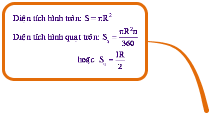 Diện tích hình tròn: S = πR²
Diện tích hình quạt tròn: Sq = πR²n/360
hoặc Sq = lR/2